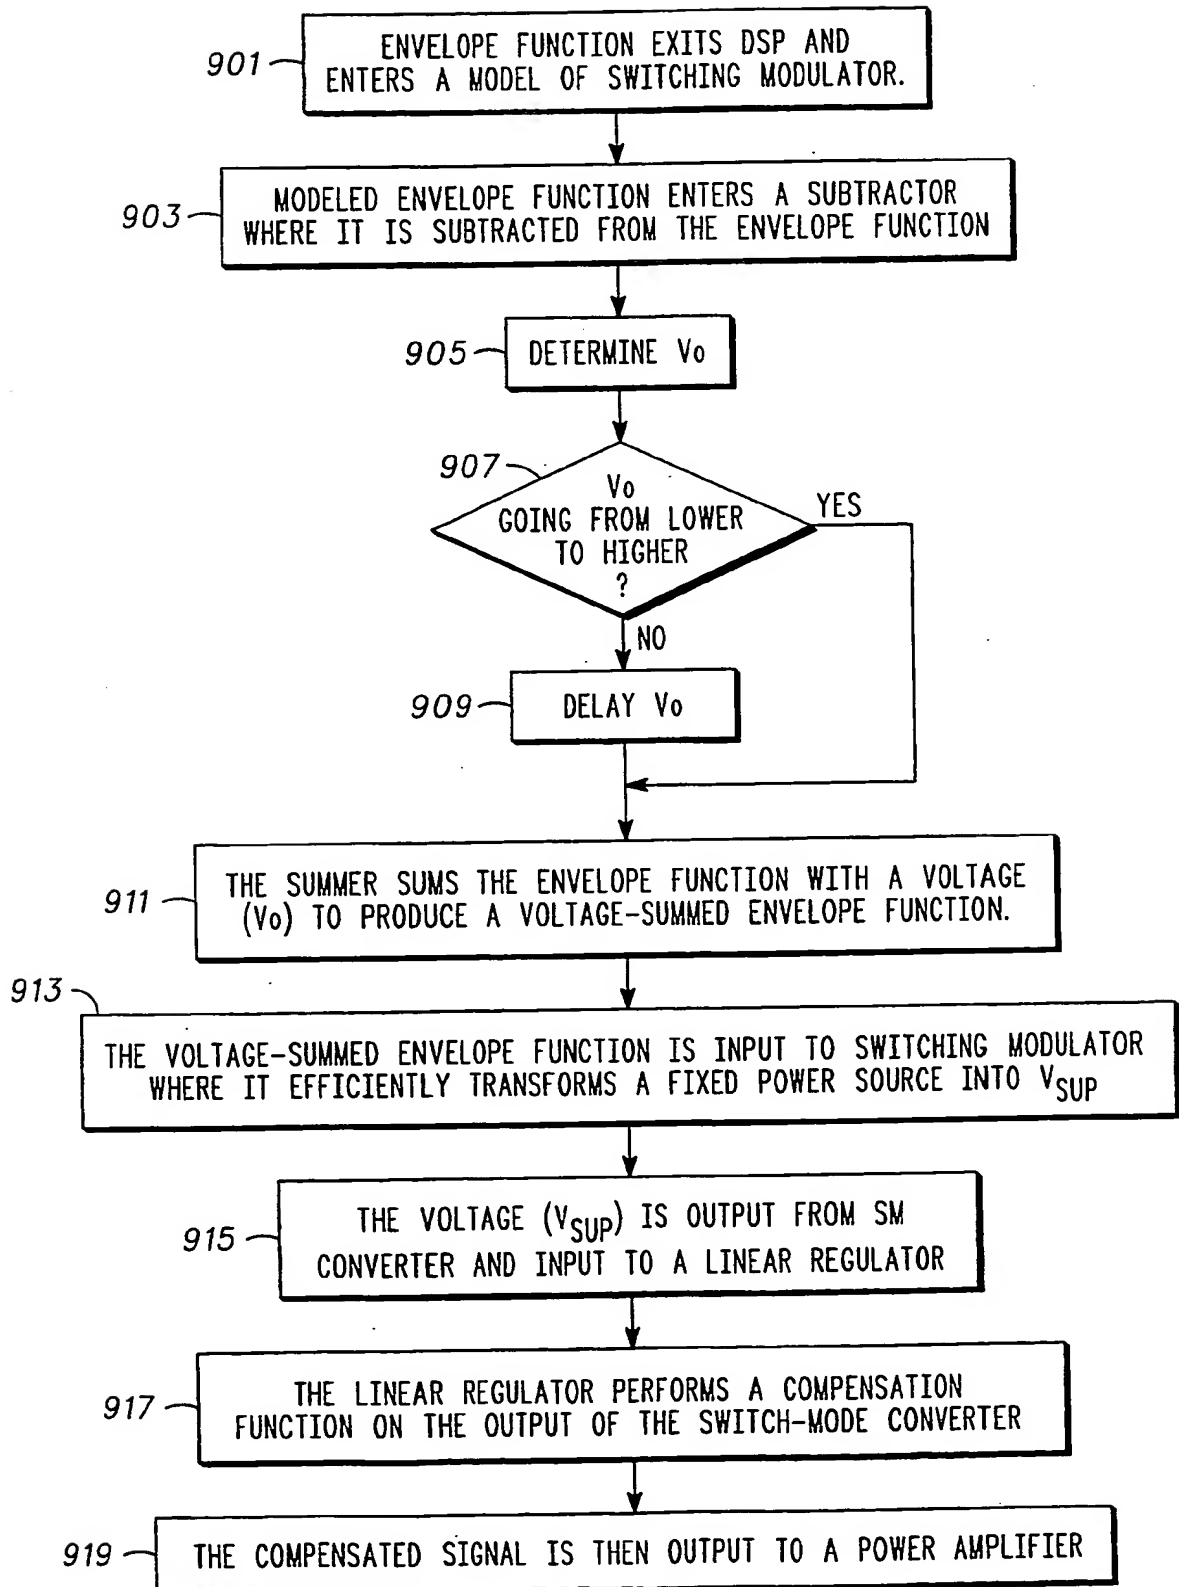 901
ENVELOPE FUNCTION EXITS DSP AND
ENTERS A MODEL OF SWITCHING MODULATOR.
903
MODELED ENVELOPE FUNCTION ENTERS A SUBTRACTOR
WHERE IT IS SUBTRACTED FROM THE ENVELOPE FUNCTION
905
DETERMINE Vo
907
Vo
GOING FROM LOWER
TO HIGHER
?
YES
NO
909
DELAY Vo
911
THE SUMMER SUMS THE ENVELOPE FUNCTION WITH A VOLTAGE
(Vo) TO PRODUCE A VOLTAGE-SUMMED ENVELOPE FUNCTION.
913
THE VOLTAGE-SUMMED ENVELOPE FUNCTION IS INPUT TO SWITCHING MODULATOR
WHERE IT EFFICIENTLY TRANSFORMS A FIXED POWER SOURCE INTO VSUP
915
THE VOLTAGE (VSUP) IS OUTPUT FROM SM
CONVERTER AND INPUT TO A LINEAR REGULATOR
917
THE LINEAR REGULATOR PERFORMS A COMPENSATION
FUNCTION ON THE OUTPUT OF THE SWITCH-MODE CONVERTER
919
THE COMPENSATED SIGNAL IS THEN OUTPUT TO A POWER AMPLIFIER